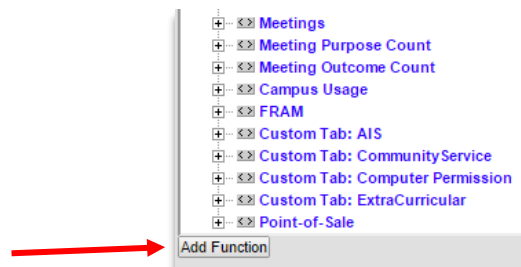 Meetings
Meeting Purpose Count
Meeting Outcome Count
Campus Usage
FRAM
Custom Tab: AIS
Custom Tab: CommunityService
Custom Tab: Computer Permission
Custom Tab: ExtraCurricular
Point-of-Sale
Add Function